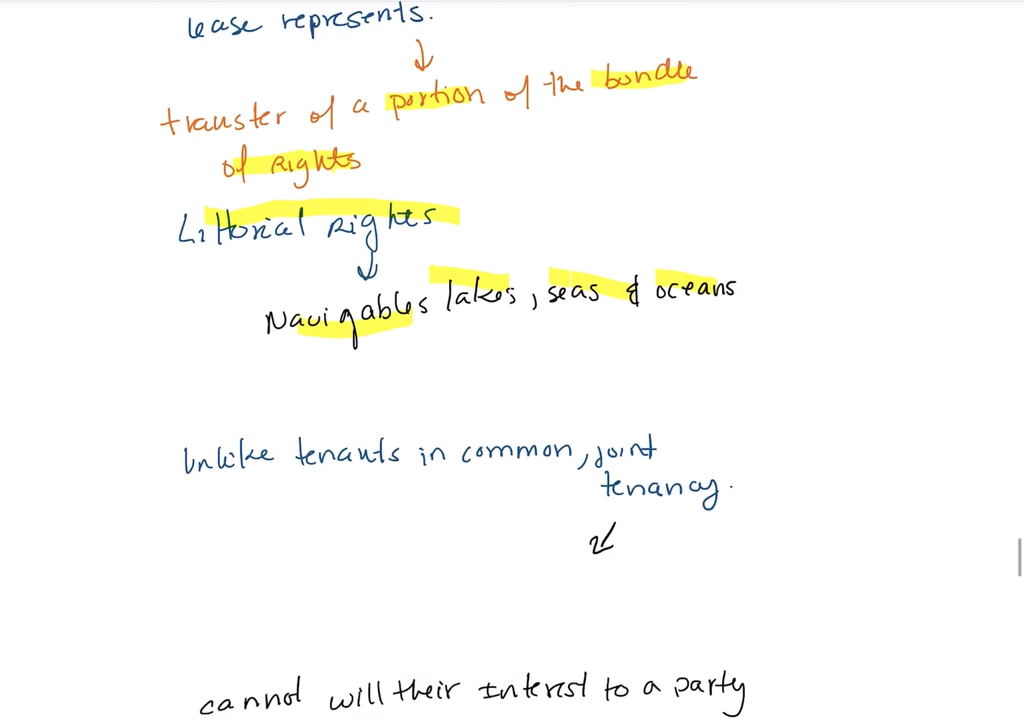 lease represents.
transfer of a portion of the bundle
of rights
Littorial rights
Navigables lakes, seas & oceans
Unlike tenants in common, joint
tenancy.
cannot will their interest to a party